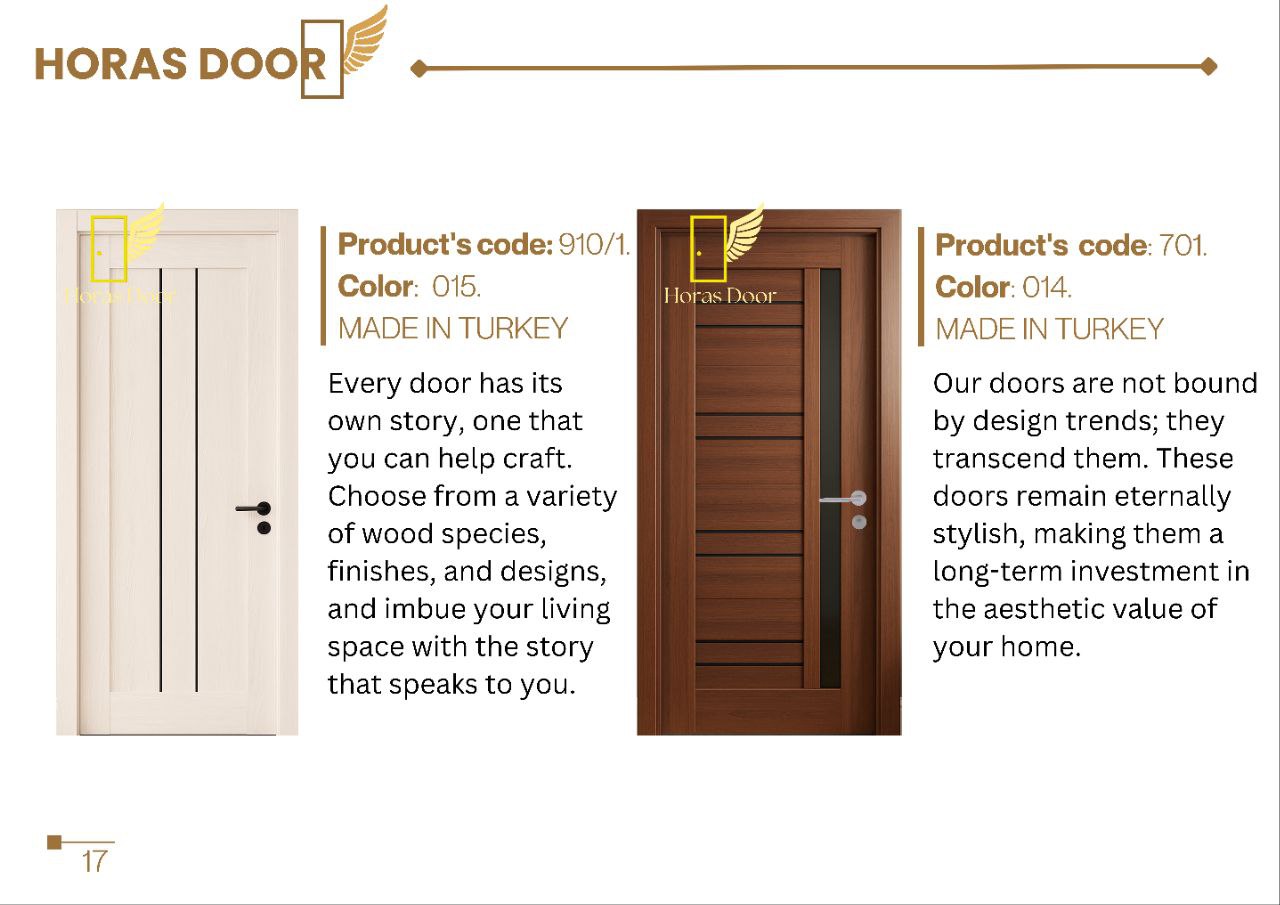 HORAS DOOR
Horas Door
Product's code: 910/1.
Color: 015.
MADE IN TURKEY
Every door has its
own story, one that
you can help craft.
Choose from a variety
of wood species,
finishes, and designs,
and imbue your living
space with the story
that speaks to you.
Horas Door
Product's code: 701.
Color: 014.
MADE IN TURKEY
Our doors are not bound
by design trends; they
transcend them. These
doors remain eternally
stylish, making them a
long-term investment in
the aesthetic value of
your home.
17